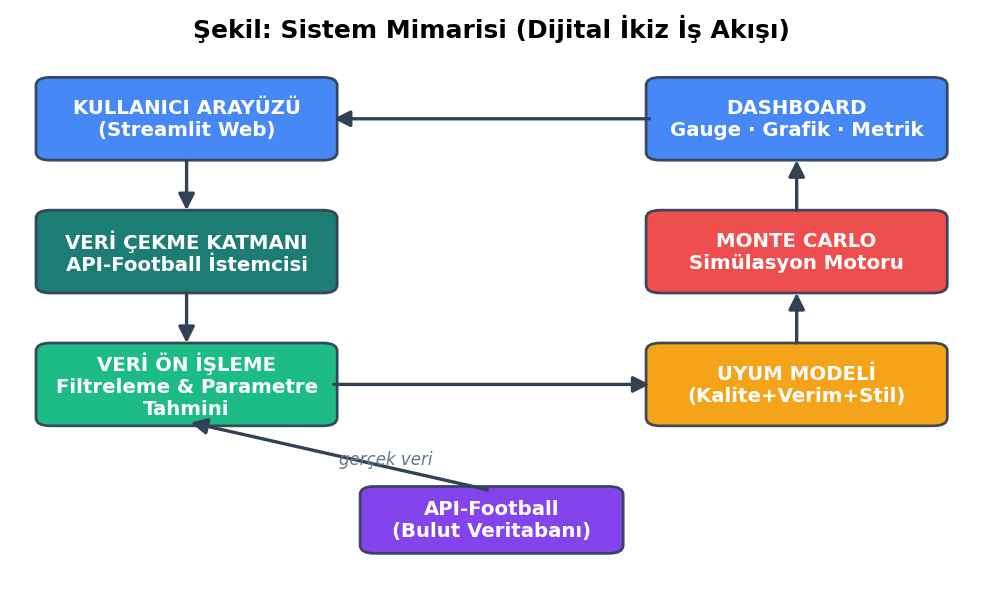 Şekil: Sistem Mimarisi (Dijital İkiz İş Akışı)
KULLANICI ARAYÜZÜ
(Streamlit Web)
DASHBOARD
Gauge · Grafik · Metrik
VERİ ÇEKME KATMANI
API-Football İstemcisi
MONTE CARLO
Simülasyon Motoru
VERİ ÖN İŞLEME
Filtreleme & Parametre
Tahmini
UYUM MODELİ
(Kalite+Verim+Stil)
gerçek veri
API-Football
(Bulut Veritabanı)